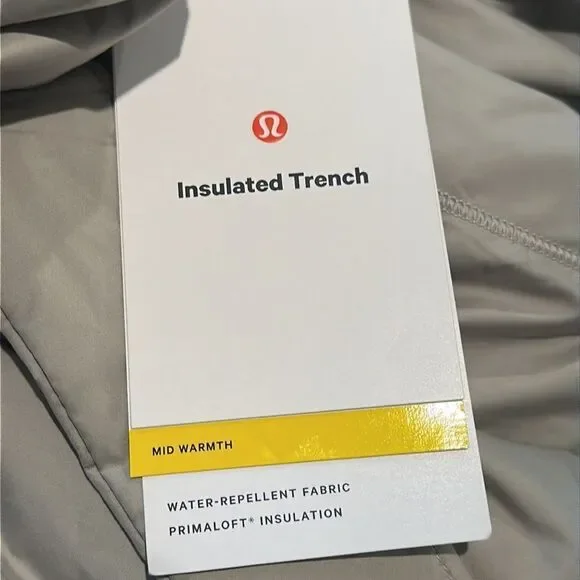 Insulated Trench
MID WARMTH
WATER-REPELLENT FABRIC
PRIMALOFT® INSULATION